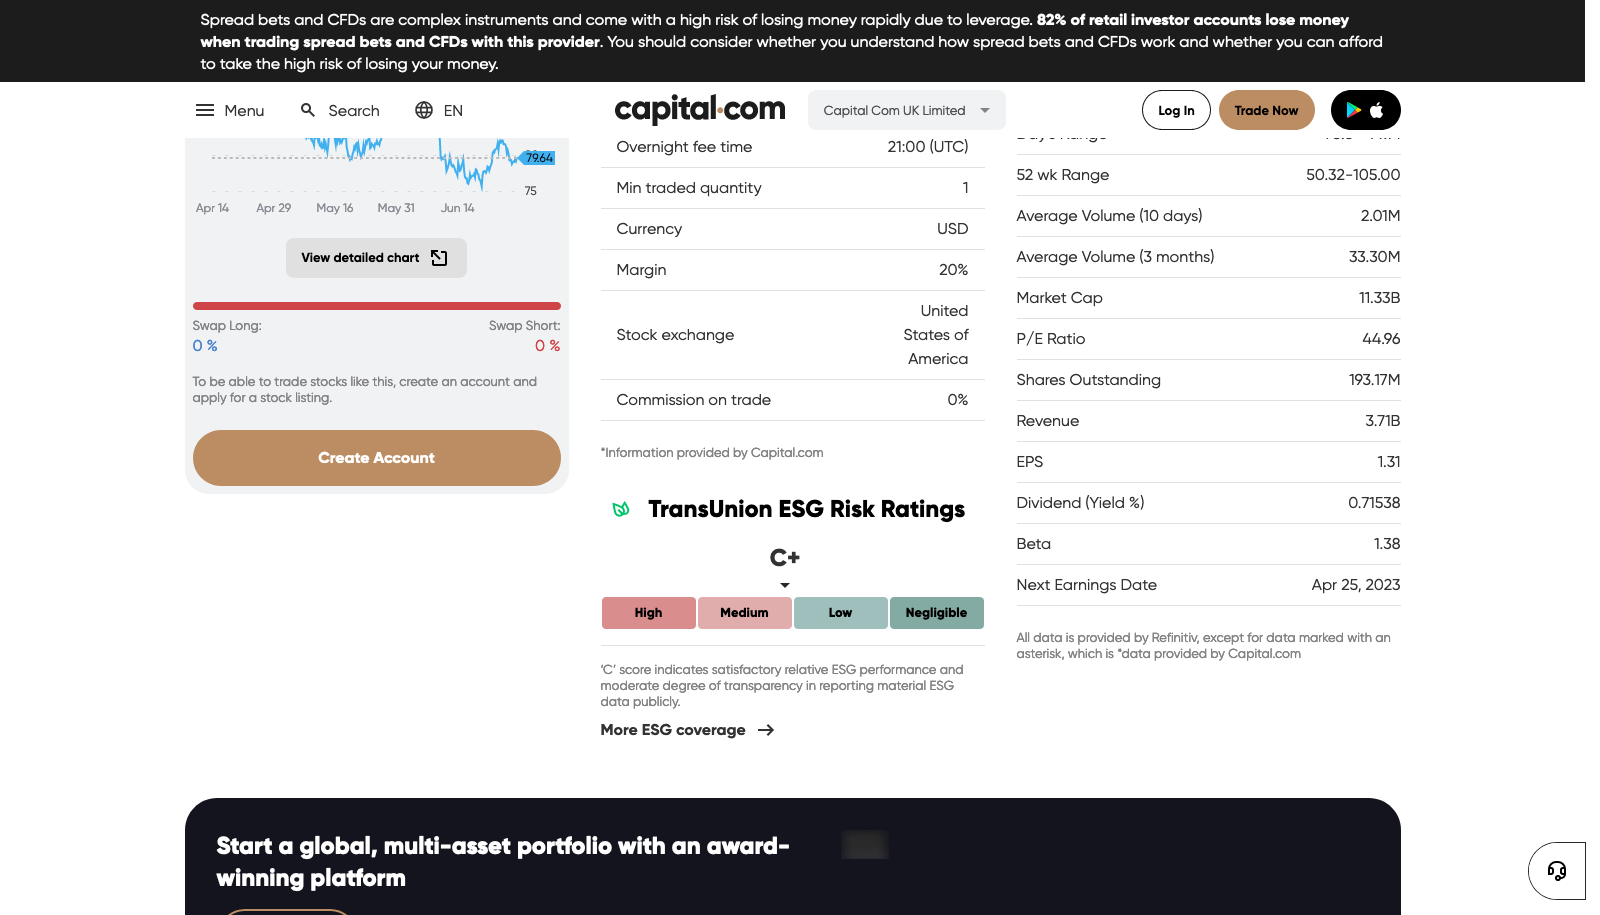 Spread bets and CFDs are complex instruments and come with a high risk of losing money rapidly due to leverage. 82% of retail investor accounts lose money
when trading spread bets and CFDs with this provider. You should consider whether you understand how spread bets and CFDs work and whether you can afford
to take the high risk of losing your money.
Menu
Search
EN
capital.com
Capital Com UK Limited
Log In
Trade Now
79.64
75
Apr 14 Apr 29 May 16 May 31 Jun 14
View detailed chart
Swap Long: Swap Short:
0 % 0 %
To be able to trade stocks like this, create an account and
apply for a stock listing.
Create Account
Overnight fee time 21:00 (UTC)
Min traded quantity 1
Currency USD
Margin 20%
Stock exchange United
States of
America
Commission on trade 0%
*Information provided by Capital.com
TransUnion ESG Risk Ratings
C+
High Medium Low Negligible
'C' score indicates satisfactory relative ESG performance and
moderate degree of transparency in reporting material ESG
data publicly.
More ESG coverage
52 wk Range 50.32-105.00
Average Volume (10 days) 2.01M
Average Volume (3 months) 33.30M
Market Cap 11.33B
P/E Ratio 44.96
Shares Outstanding 193.17M
Revenue 3.71B
EPS 1.31
Dividend (Yield %) 0.71538
Beta 1.38
Next Earnings Date Apr 25, 2023
All data is provided by Refinitiv, except for data marked with an
asterisk, which is *data provided by Capital.com
Start a global, multi-asset portfolio with an award-
winning platform